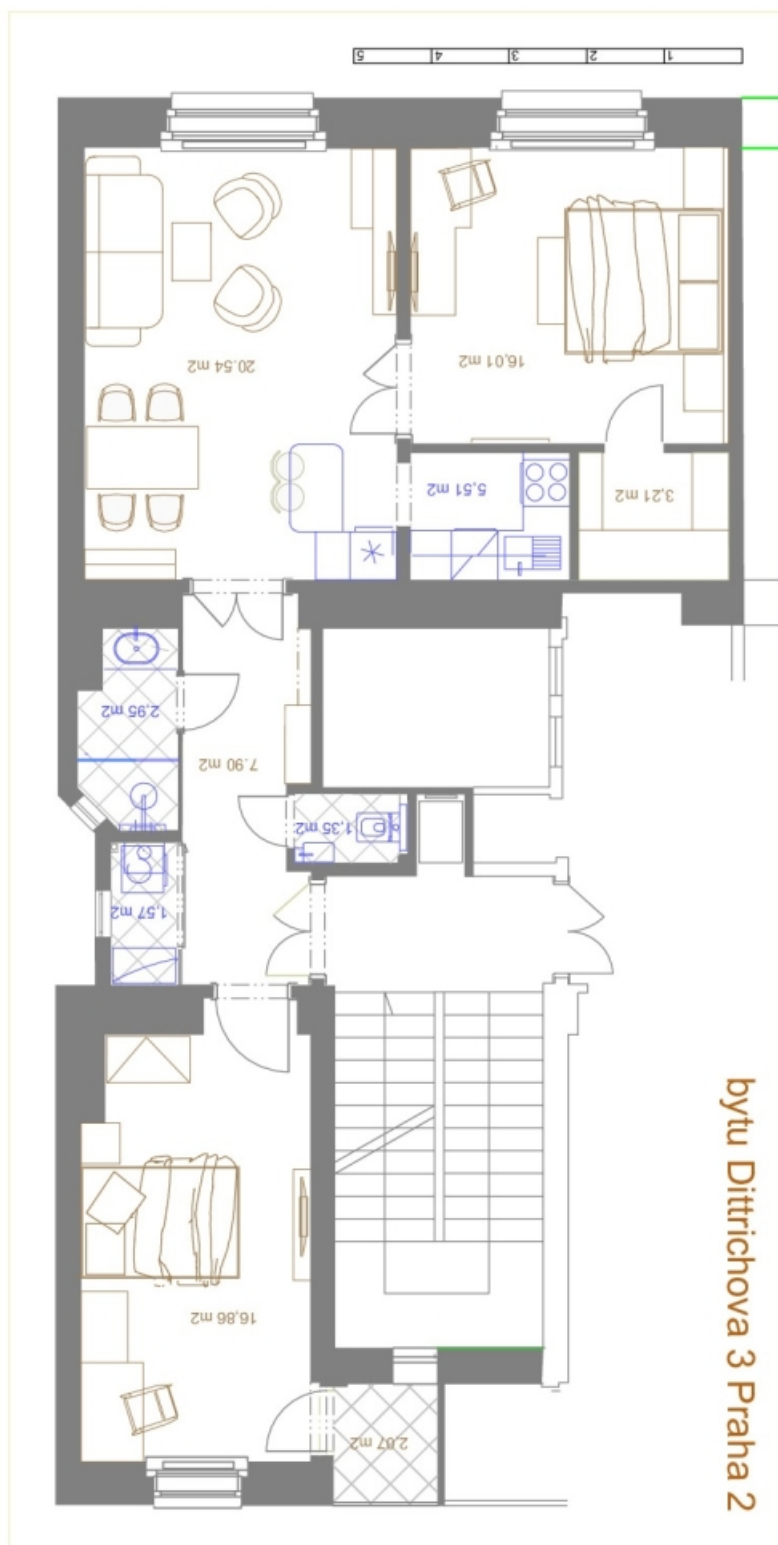 5 4 3 2 1
20.54 m2
16,01 m2
5,51 m2
3,21 m2
2,95 m2
7.90 m2
1,35 m2
1,57 m2
16,86 m2
2,07 m2
bytu Dittrichova 3 Praha 2